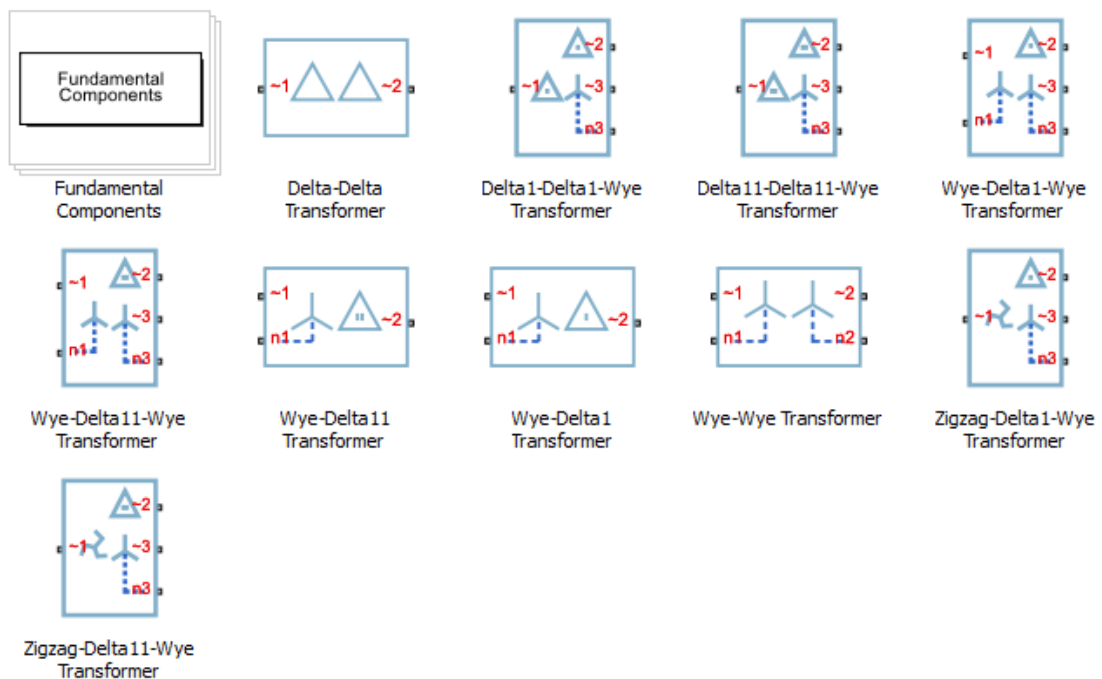 Fundamental
Components
~1 ~2
~2
~1 ~3
n3
~2
~1 ~3
n3
~1 ~2
~3
n1 n3
Fundamental
Components
Delta-Delta
Transformer
Delta1-Delta1-Wye
Transformer
Delta11-Delta11-Wye
Transformer
Wye-Delta1-Wye
Transformer
~1 ~2
~3
n1 n3
~1
~2
n1
~1
~2
n1
~1 ~2
n1 n2
~2
~1 ~3
n3
Wye-Delta11-Wye
Transformer
Wye-Delta11
Transformer
Wye-Delta1
Transformer
Wye-Wye Transformer
Zigzag-Delta1-Wye
Transformer
~2
~1 ~3
n3
Zigzag-Delta11-Wye
Transformer